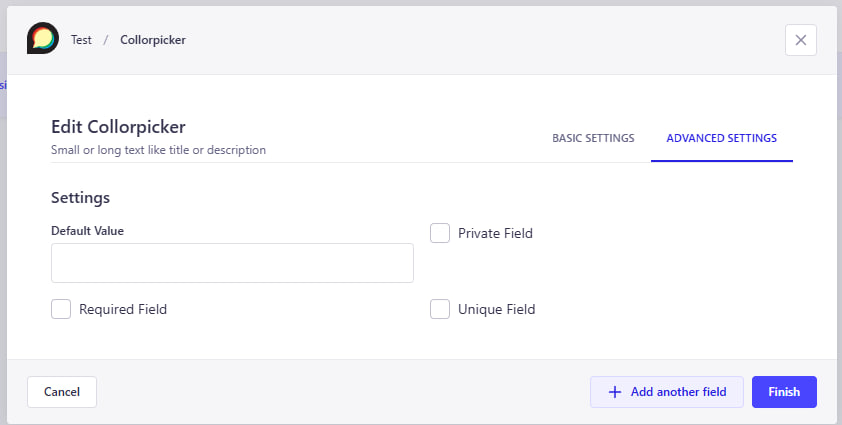 Test / Collorpicker
si
Edit Collorpicker
Small or long text like title or description
BASIC SETTINGS
ADVANCED SETTINGS
Settings
Default Value
Private Field
Required Field
Unique Field
Cancel
Add another field
Finish